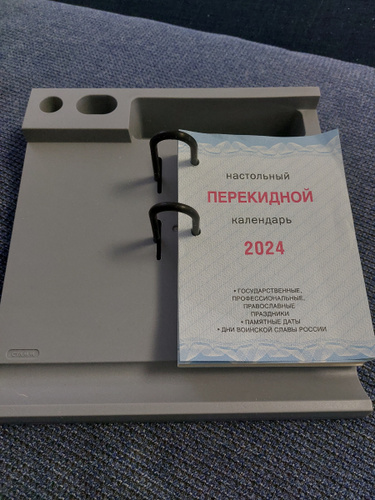 настольный
ПЕРЕКИДНОЙ
календарь
2024
• ГОСУДАРСТВЕННЫЕ,
ПРОФЕССИОНАЛЬНЫЕ,
ПРАВОСЛАВНЫЕ
ПРАЗДНИКИ
• ПАМЯТНЫЕ ДАТЫ
• ДНИ ВОИНСКОЙ СЛАВЫ РОССИИ